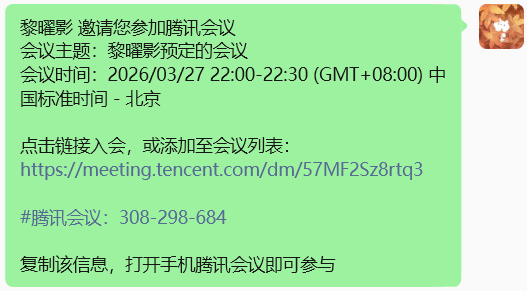 黎曜影 邀请您参加腾讯会议
会议主题：黎曜影预定的会议
会议时间：2026/03/27 22:00-22:30 (GMT+08:00) 中
国标准时间 - 北京
点击链接入会，或添加至会议列表：
https://meeting.tencent.com/dm/57MF2Sz8rtq3
#腾讯会议：308-298-684
复制该信息，打开手机腾讯会议即可参与